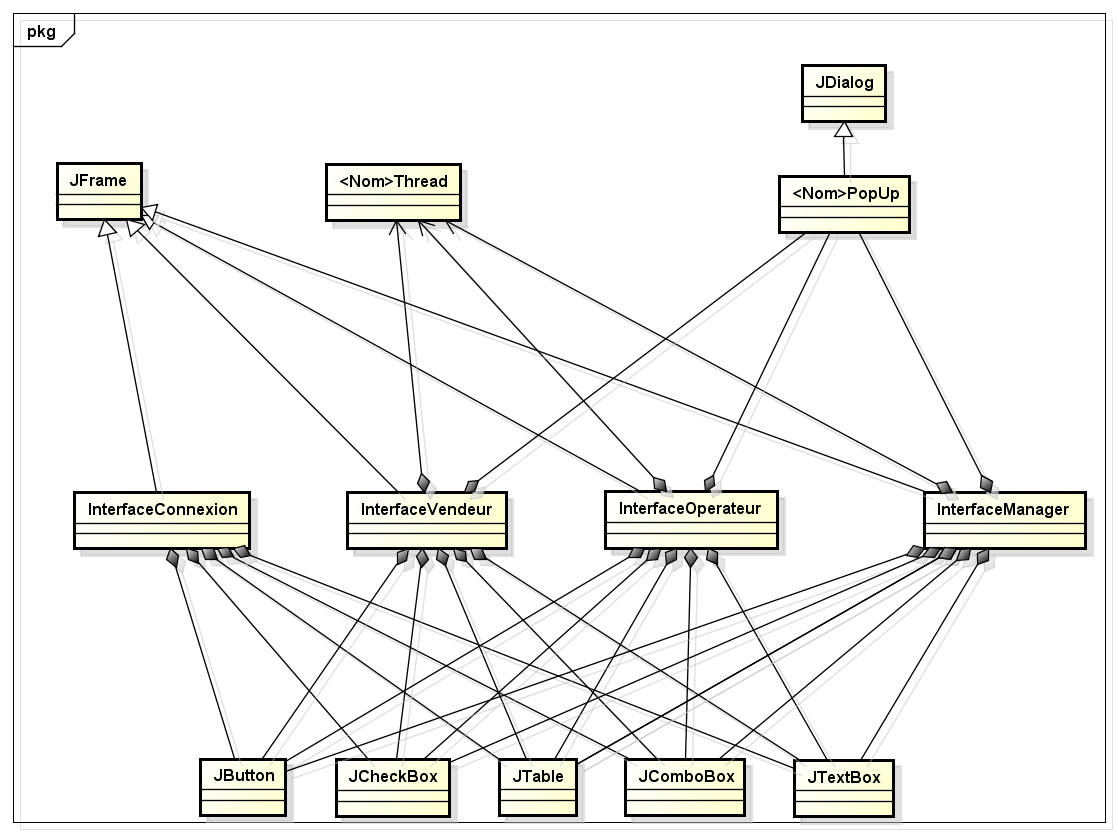 pkg
JDialog
JFrame
<Nom>Thread
<Nom>PopUp
InterfaceConnexion
InterfaceVendeur
InterfaceOperateur
InterfaceManager
JButton
JCheckBox
JTable
JComboBox
JTextBox